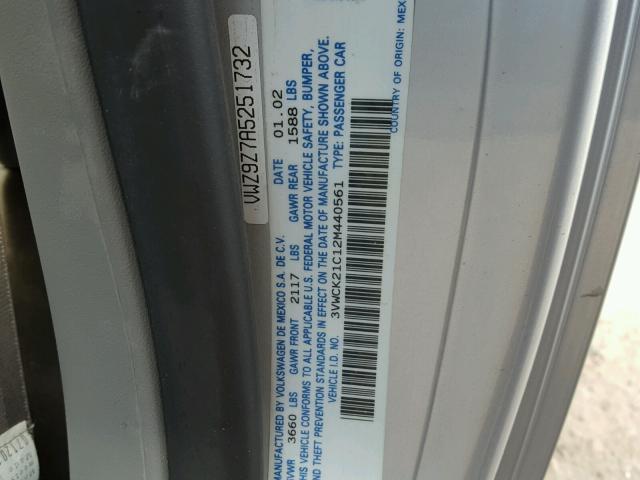 VWZ9Z7A5251732
MANUFACTURED BY VOLKSWAGEN DE MEXICO S.A. DE C.V. DATE 01.02
GVWR 3660 LBS GAWR FRONT 2117 LBS GAWR REAR 1588 LBS
THIS VEHICLE CONFORMS TO ALL APPLICABLE U.S. FEDERAL MOTOR VEHICLE SAFETY, BUMPER,
AND THEFT PREVENTION STANDARDS IN EFFECT ON THE DATE OF MANUFACTURE SHOWN ABOVE.
VEHICLE I.D. NO. 3VWCK21C12M440561 TYPE: PASSENGER CAR
COUNTRY OF ORIGIN: MEX